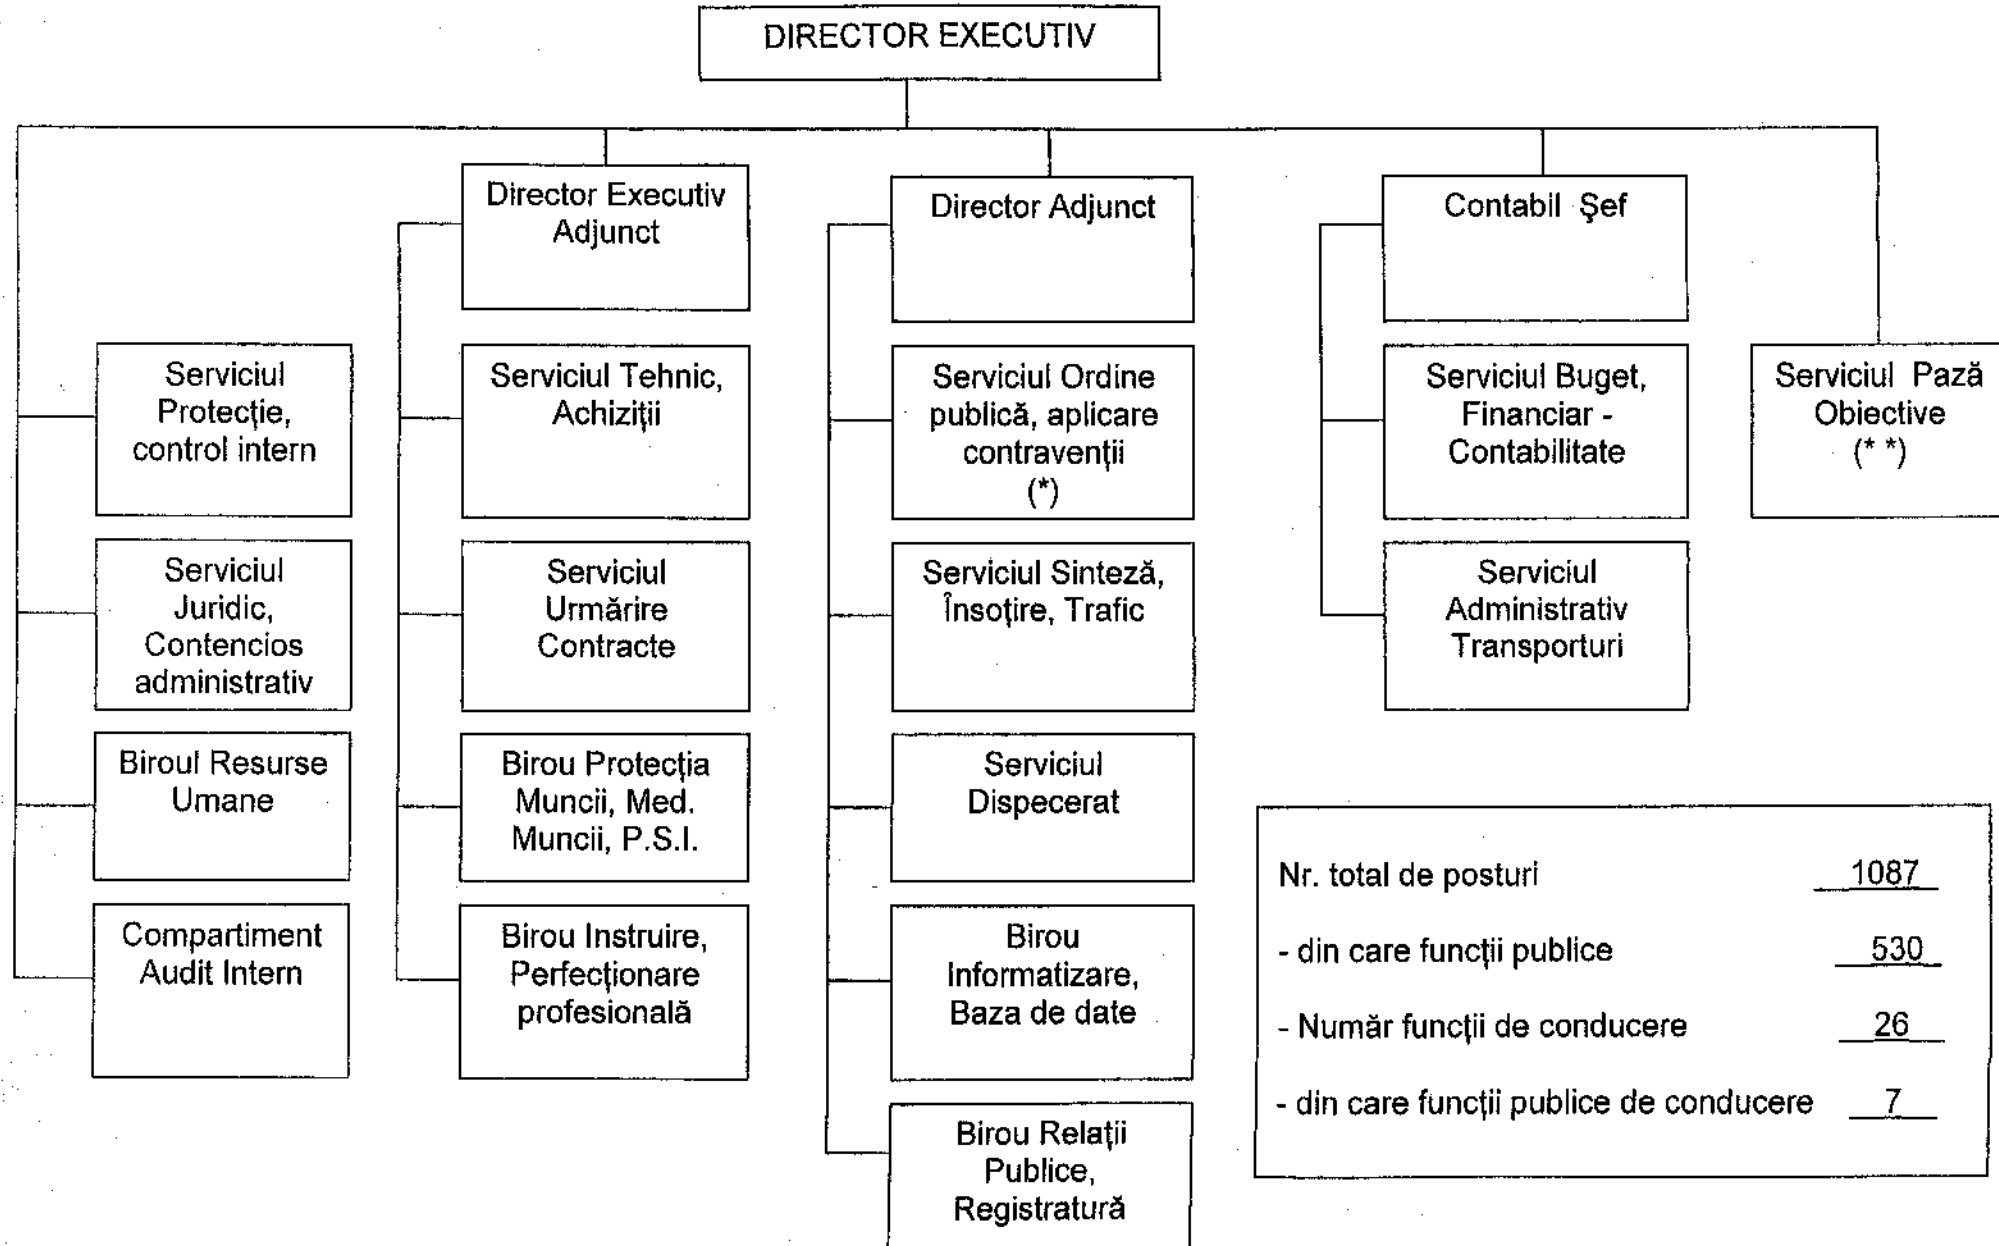 DIRECTOR EXECUTIV
Director Executiv
Adjunct
Director Adjunct
Contabil Şef
Serviciul
Protecţie,
control intern
Serviciul Tehnic,
Achiziţii
Serviciul Ordine
publică, aplicare
contravenţii
(*)
Serviciul Buget,
Financiar -
Contabilitate
Serviciul Pază
Obiective
(* *)
Serviciul
Juridic,
Contencios
administrativ
Serviciul
Urmărire
Contracte
Serviciul Sinteză,
Însoţire, Trafic
Serviciul
Administrativ
Transporturi
Biroul Resurse
Umane
Birou Protecţia
Muncii, Med.
Muncii, P.S.I.
Serviciul
Dispecerat
Compartiment
Audit Intern
Birou Instruire,
Perfecţionare
profesională
Birou
Informatizare,
Baza de date
Birou Relaţii
Publice,
Registratură
Nr. total de posturi 1087
- din care funcţii publice 530
- Număr funcţii de conducere 26
- din care funcţii publice de conducere 7